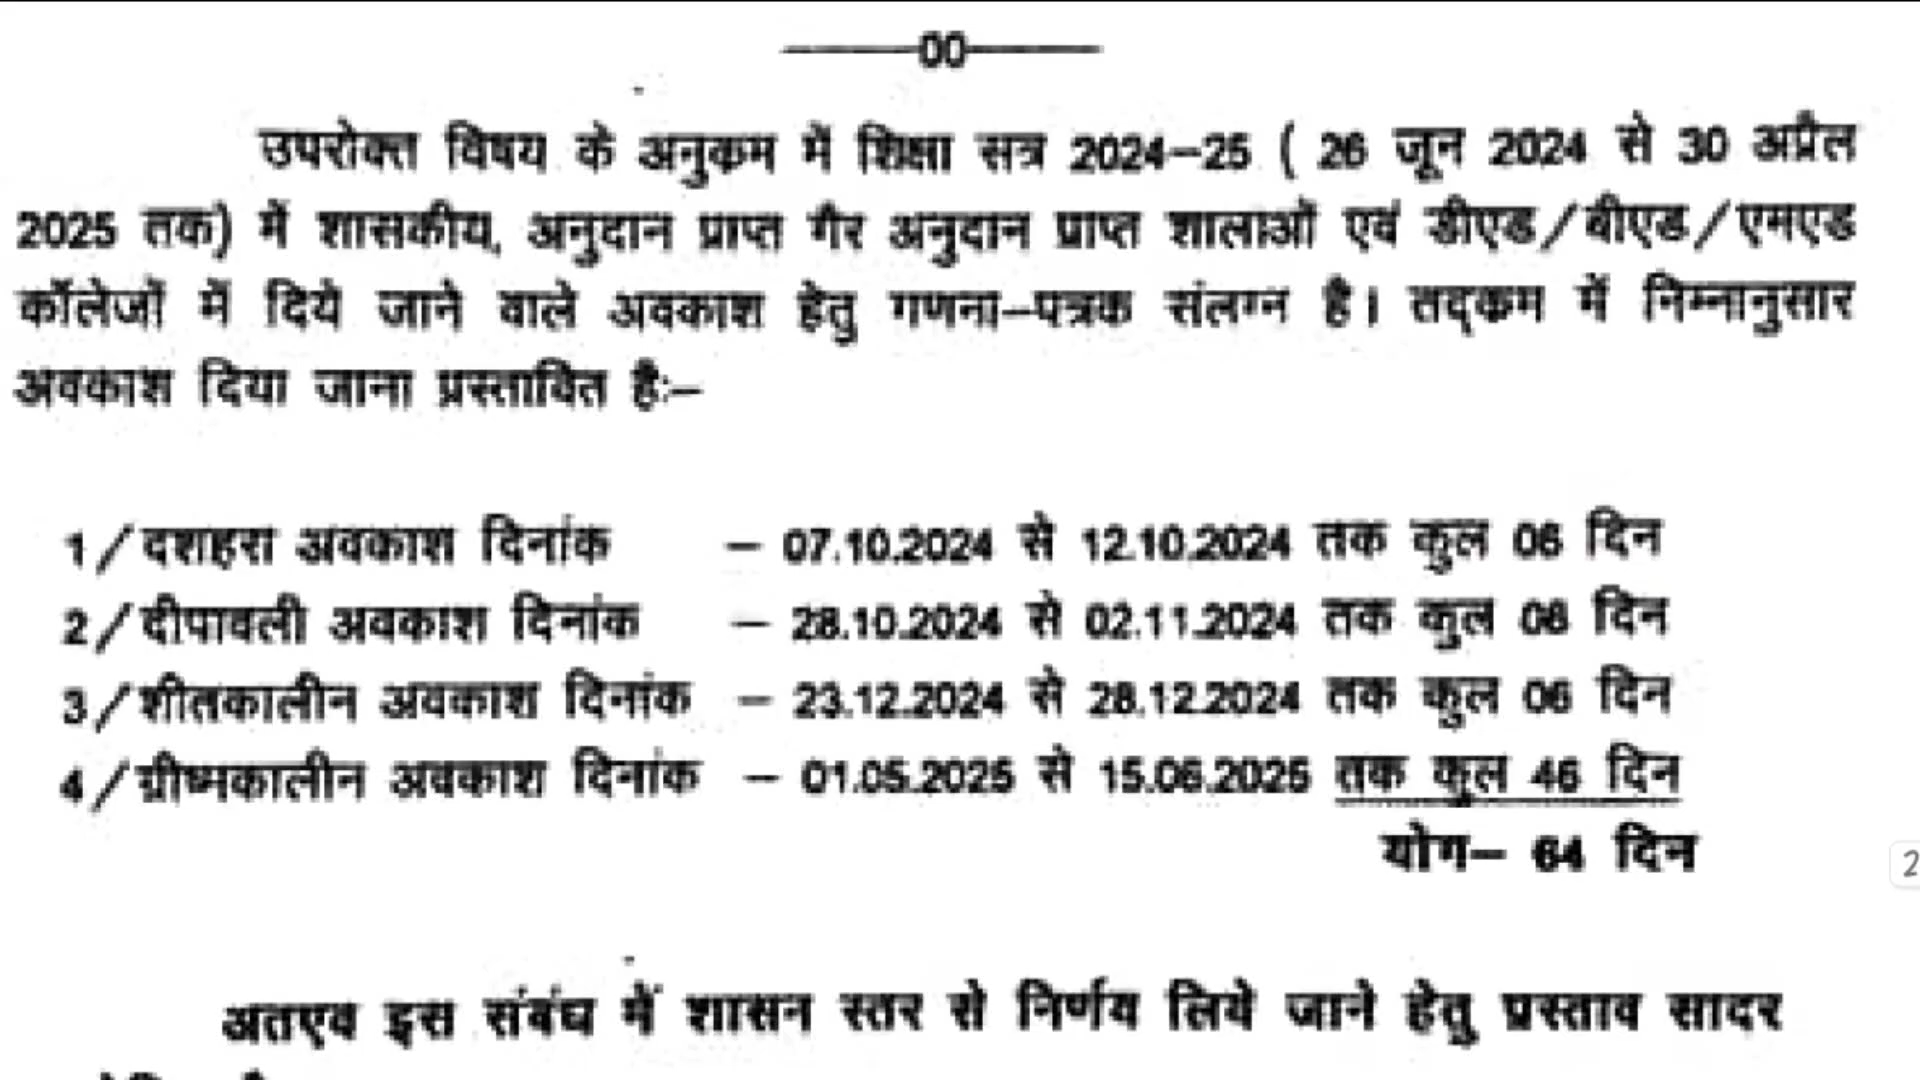 00
उपरोक्त विषय के अनुकम में शिक्षा सत्र 2024–25 ( 26 जून 2024 से 30 अप्रैल
2025 तक) में शासकीय, अनुदान प्राप्त गैर अनुदान प्राप्त शालाओं एवं डीएड/बीएड/एमएड
कॉलेजों में दिये जाने वाले अवकाश हेतु गणना–पत्रक संलग्न है। तद्कम में निम्नानुसार
अवकाश दिया जाना प्रस्तावित है:–
1/दशहरा अवकाश दिनांक – 07.10.2024 से 12.10.2024 तक कुल 06 दिन
2/दीपावली अवकाश दिनांक – 28.10.2024 से 02.11.2024 तक कुल 06 दिन
3/शीतकालीन अवकाश दिनांक – 23.12.2024 से 28.12.2024 तक कुल 06 दिन
4/ग्रीष्मकालीन अवकाश दिनांक – 01.05.2025 से 15.06.2025 तक कुल 46 दिन
योग– 64 दिन
2
अतएव इस संबंध में शासन स्तर से निर्णय लिये जाने हेतु प्रस्ताव सादर